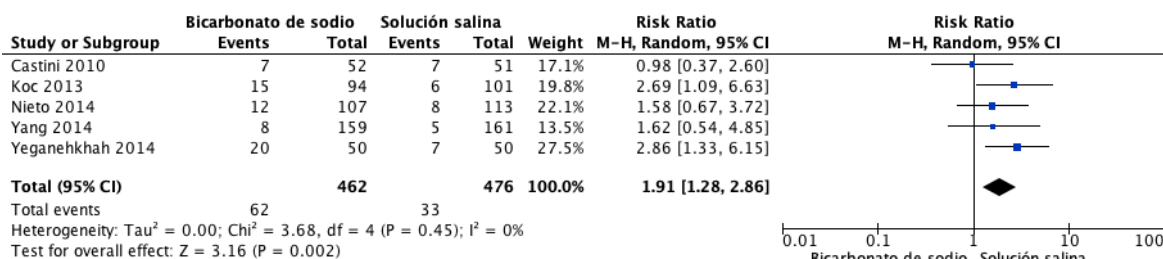 Bicarbonato de sodio Solución salina Risk Ratio Risk Ratio
Study or Subgroup Events Total Events Total Weight M-H, Random, 95% CI M-H, Random, 95% CI
Castini 2010 7 52 7 51 17.1% 0.98 [0.37, 2.60]
Koc 2013 15 94 6 101 19.8% 2.69 [1.09, 6.63]
Nieto 2014 12 107 8 113 22.1% 1.58 [0.67, 3.72]
Yang 2014 8 159 5 161 13.5% 1.62 [0.54, 4.85]
Yeganehkhah 2014 20 50 7 50 27.5% 2.86 [1.33, 6.15]
Total (95% CI) 462 476 100.0% 1.91 [1.28, 2.86]
Total events 62 33
Heterogeneity: Tau² = 0.00; Chi² = 3.68, df = 4 (P = 0.45); I² = 0%
Test for overall effect: Z = 3.16 (P = 0.002)
0.01 0.1 1 10 100
Bicarbonato de sodio Solución salina